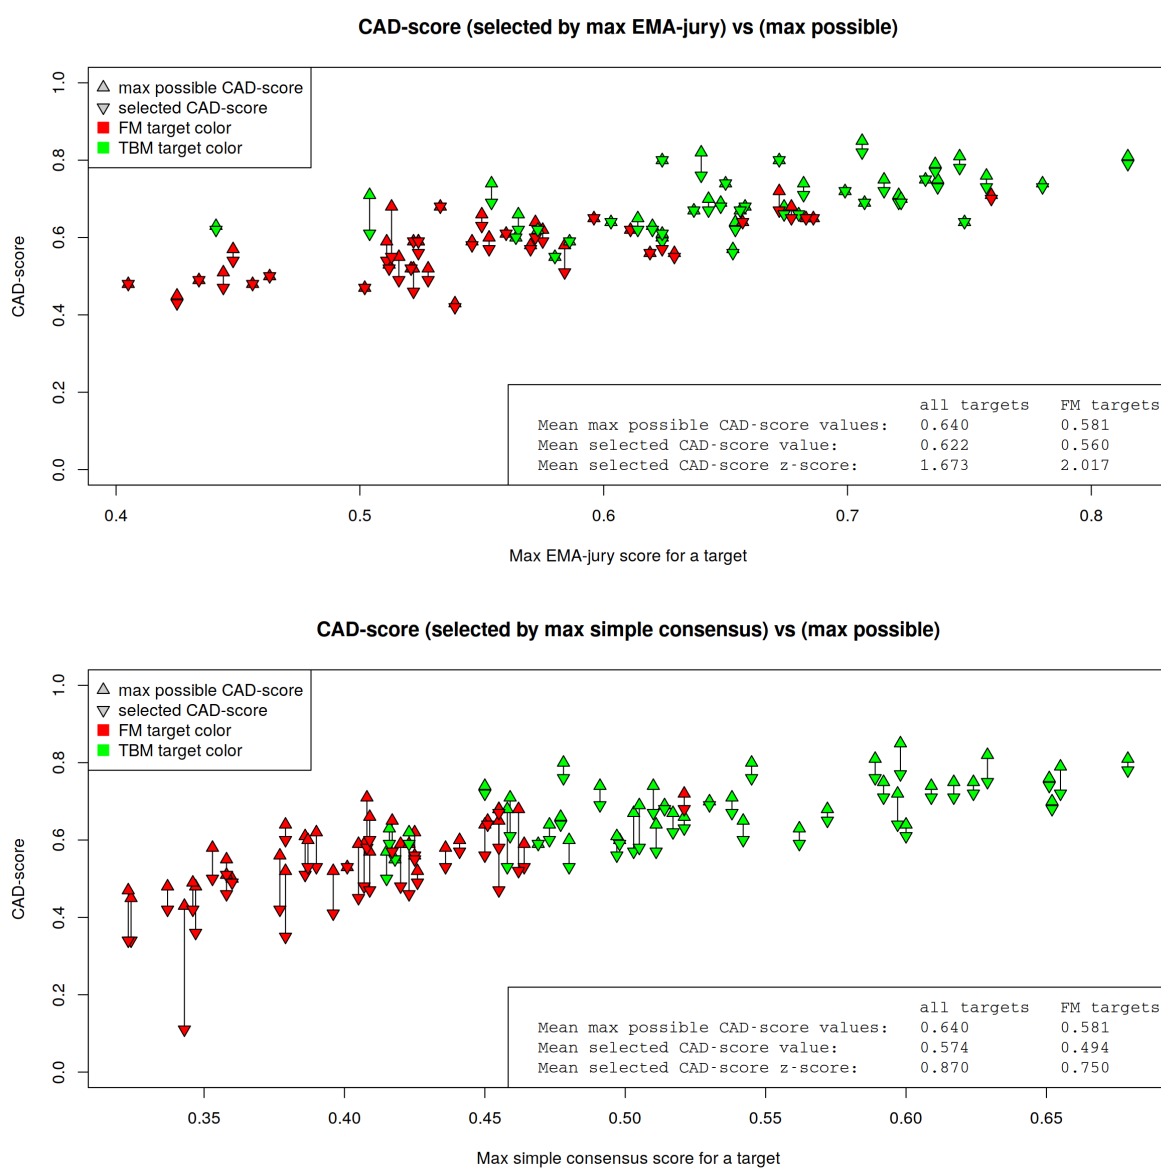 CAD-score (selected by max EMA-jury) vs (max possible)
max possible CAD-score
selected CAD-score
FM target color
TBM target color
CAD-score
1.0
0.8
0.6
0.4
0.2
0.0
all targets FM targets
Mean max possible CAD-score values: 0.640 0.581
Mean selected CAD-score value: 0.622 0.560
Mean selected CAD-score z-score: 1.673 2.017
0.4 0.5 0.6 0.7 0.8
Max EMA-jury score for a target
CAD-score (selected by max simple consensus) vs (max possible)
max possible CAD-score
selected CAD-score
FM target color
TBM target color
CAD-score
1.0
0.8
0.6
0.4
0.2
0.0
all targets FM targets
Mean max possible CAD-score values: 0.640 0.581
Mean selected CAD-score value: 0.574 0.494
Mean selected CAD-score z-score: 0.870 0.750
0.35 0.40 0.45 0.50 0.55 0.60 0.65
Max simple consensus score for a target